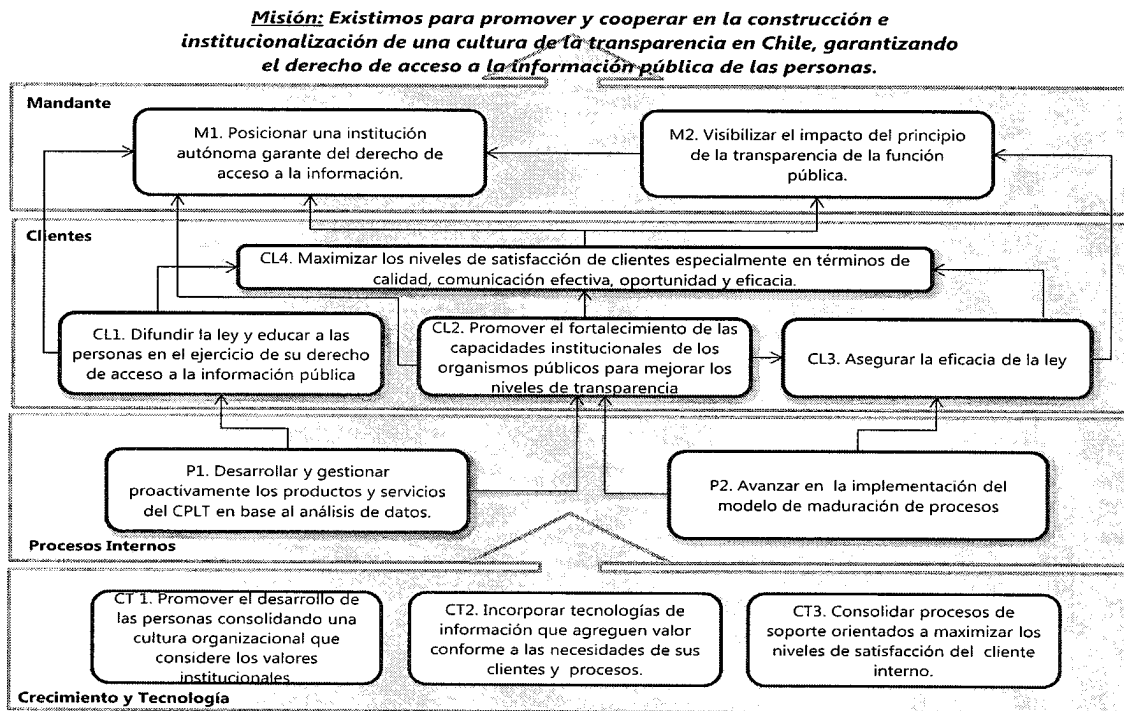 Misión: Existimos para promover y cooperar en la construcción e
institucionalización de una cultura de la transparencia en Chile, garantizando
el derecho de acceso a la información pública de las personas.
Mandante
M1. Posicionar una institución
autónoma garante del derecho de
acceso a la información.
M2. Visibilizar el impacto del principio
de la transparencia de la función
pública.
Clientes
CL4. Maximizar los niveles de satisfacción de clientes especialmente en términos de
calidad, comunicación efectiva, oportunidad y eficacia.
CL1. Difundir la ley y educar a las
personas en el ejercicio de su derecho
de acceso a la información pública
CL2. Promover el fortalecimiento de las
capacidades institucionales de los
organismos públicos para mejorar los
niveles de transparencia
CL3. Asegurar la eficacia de la ley
P1. Desarrollar y gestionar
proactivamente los productos y servicios
del CPLT en base al análisis de datos.
P2. Avanzar en la implementación del
modelo de maduración de procesos
Procesos Internos
CT 1. Promover el desarrollo de
las personas consolidando una
cultura organizacional que
considere los valores
institucionales
CT2. Incorporar tecnologías de
información que agreguen valor
conforme a las necesidades de sus
clientes y procesos.
CT3. Consolidar procesos de
soporte orientados a maximizar los
niveles de satisfacción del cliente
interno.
Crecimiento y Tecnología